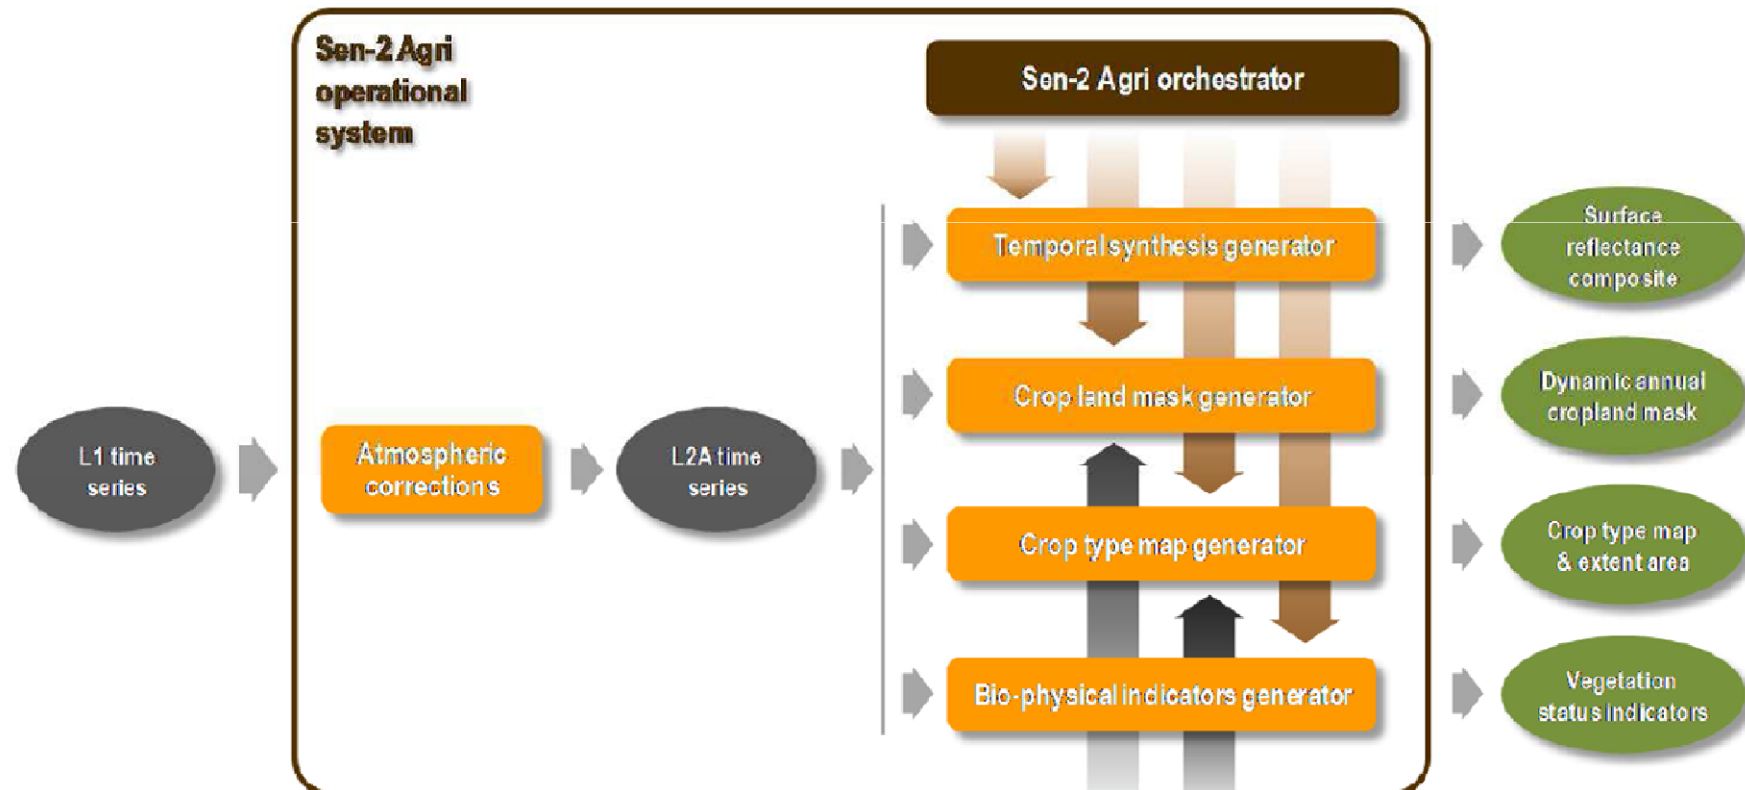 Sen-2 Agri
operational
system
Sen-2 Agri orchestrator
L1 time
series
Atmospheric
corrections
L2A time
series
Temporal synthesis generator
Surface
reflectance
composite
Crop land mask generator
Dynamic annual
cropland mask
Crop type map generator
Crop type map
& extent area
Bio-physical indicators generator
Vegetation
status indicators